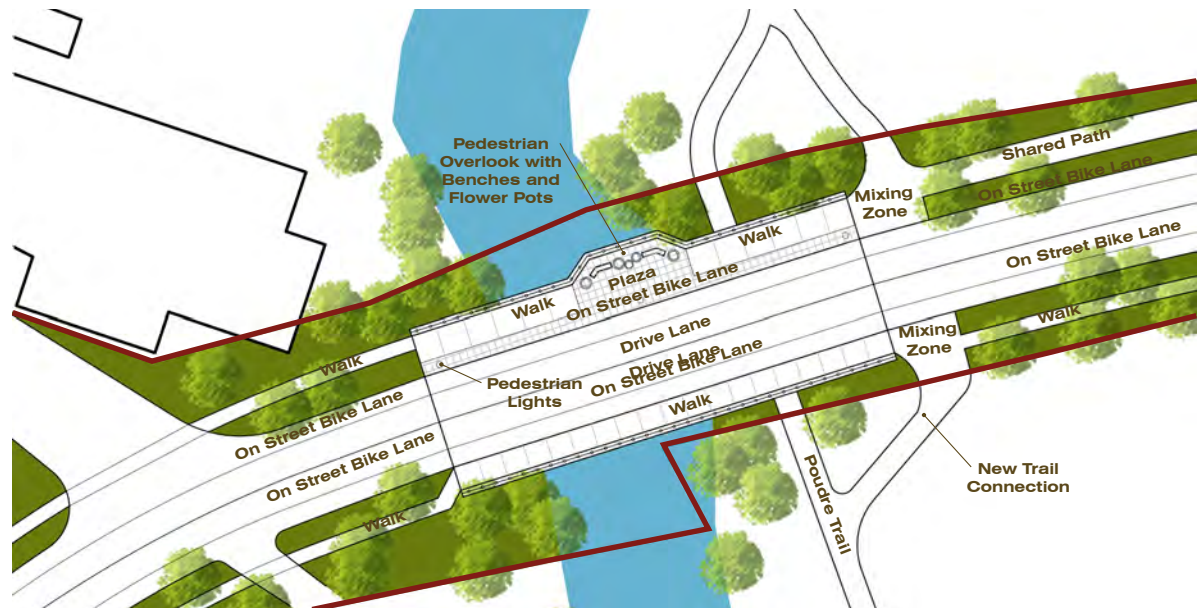 Pedestrian
Overlook with
Benches and
Flower Pots
Shared Path
On Street Bike Lane
Mixing
Zone
Walk
On Street Bike Lane
Plaza
Walk
On Street Bike Lane
Drive Lane
Drive Lane
On Street Bike Lane
Mixing
Zone
Walk
Walk
Pedestrian
Lights
Walk
On Street Bike Lane
On Street Bike Lane
Walk
New Trail
Connection
Poudre Trail